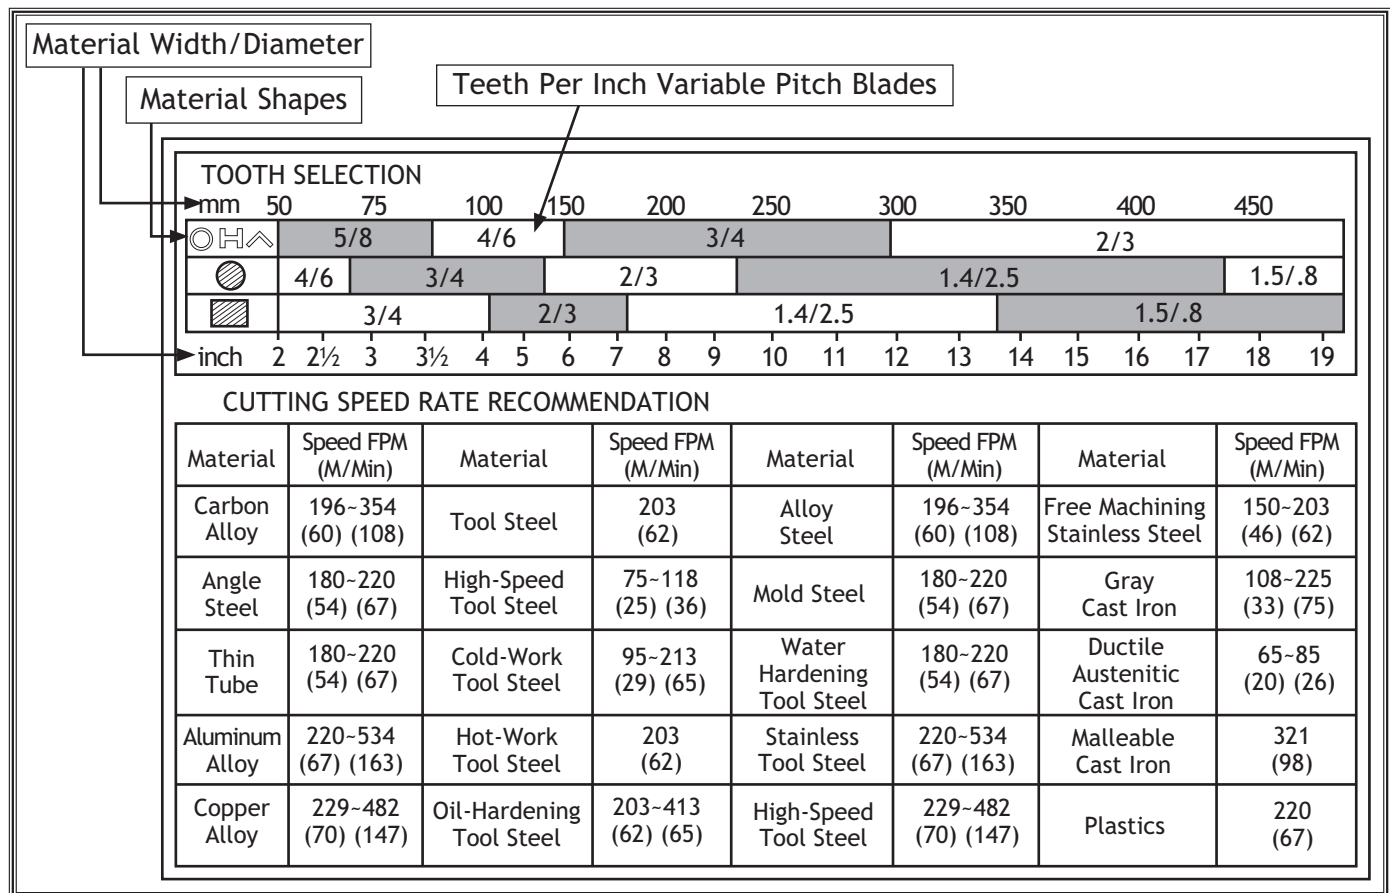 Material Width/Diameter
Material Shapes
Teeth Per Inch Variable Pitch Blades
TOOTH SELECTION
mm 50 75 100 150 200 250 300 350 400 450
5/8 4/6 3/4 2/3
4/6 3/4 2/3 1.4/2.5 1.5/.8
3/4 2/3 1.4/2.5 1.5/.8
inch 2 2½ 3 3½ 4 5 6 7 8 9 10 11 12 13 14 15 16 17 18 19
CUTTING SPEED RATE RECOMMENDATION
Material
Speed FPM
(M/Min)
Material
Speed FPM
(M/Min)
Material
Speed FPM
(M/Min)
Material
Speed FPM
(M/Min)
Carbon
Alloy
196~354
(60) (108)
Tool Steel
203
(62)
Alloy
Steel
196~354
(60) (108)
Free Machining
Stainless Steel
150~203
(46) (62)
Angle
Steel
180~220
(54) (67)
High-Speed
Tool Steel
75~118
(25) (36)
Mold Steel
180~220
(54) (67)
Gray
Cast Iron
108~225
(33) (75)
Thin
Tube
180~220
(54) (67)
Cold-Work
Tool Steel
95~213
(29) (65)
Water
Hardening
Tool Steel
180~220
(54) (67)
Ductile
Austenitic
Cast Iron
65~85
(20) (26)
Aluminum
Alloy
220~534
(67) (163)
Hot-Work
Tool Steel
203
(62)
Stainless
Tool Steel
220~534
(67) (163)
Malleable
Cast Iron
321
(98)
Copper
Alloy
229~482
(70) (147)
Oil-Hardening
Tool Steel
203~413
(62) (65)
High-Speed
Tool Steel
229~482
(70) (147)
Plastics
220
(67)